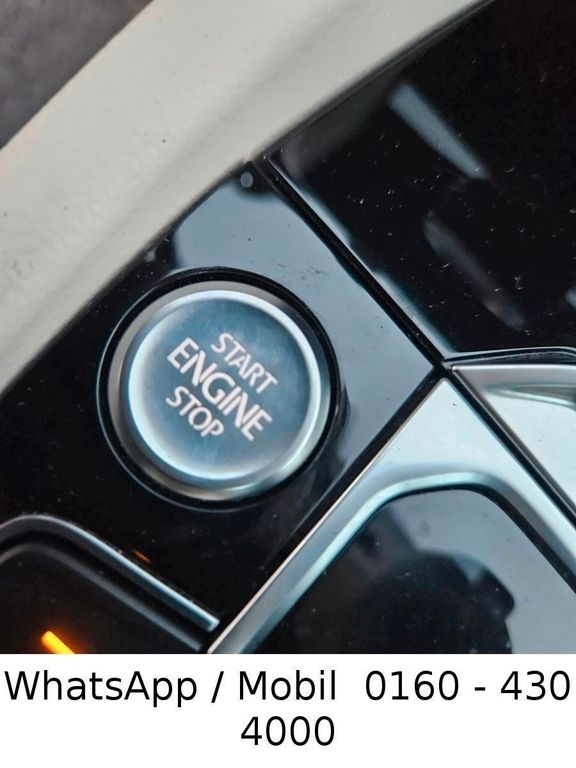 START
ENGINE
STOP
WhatsApp / Mobil  0160 - 430
4000